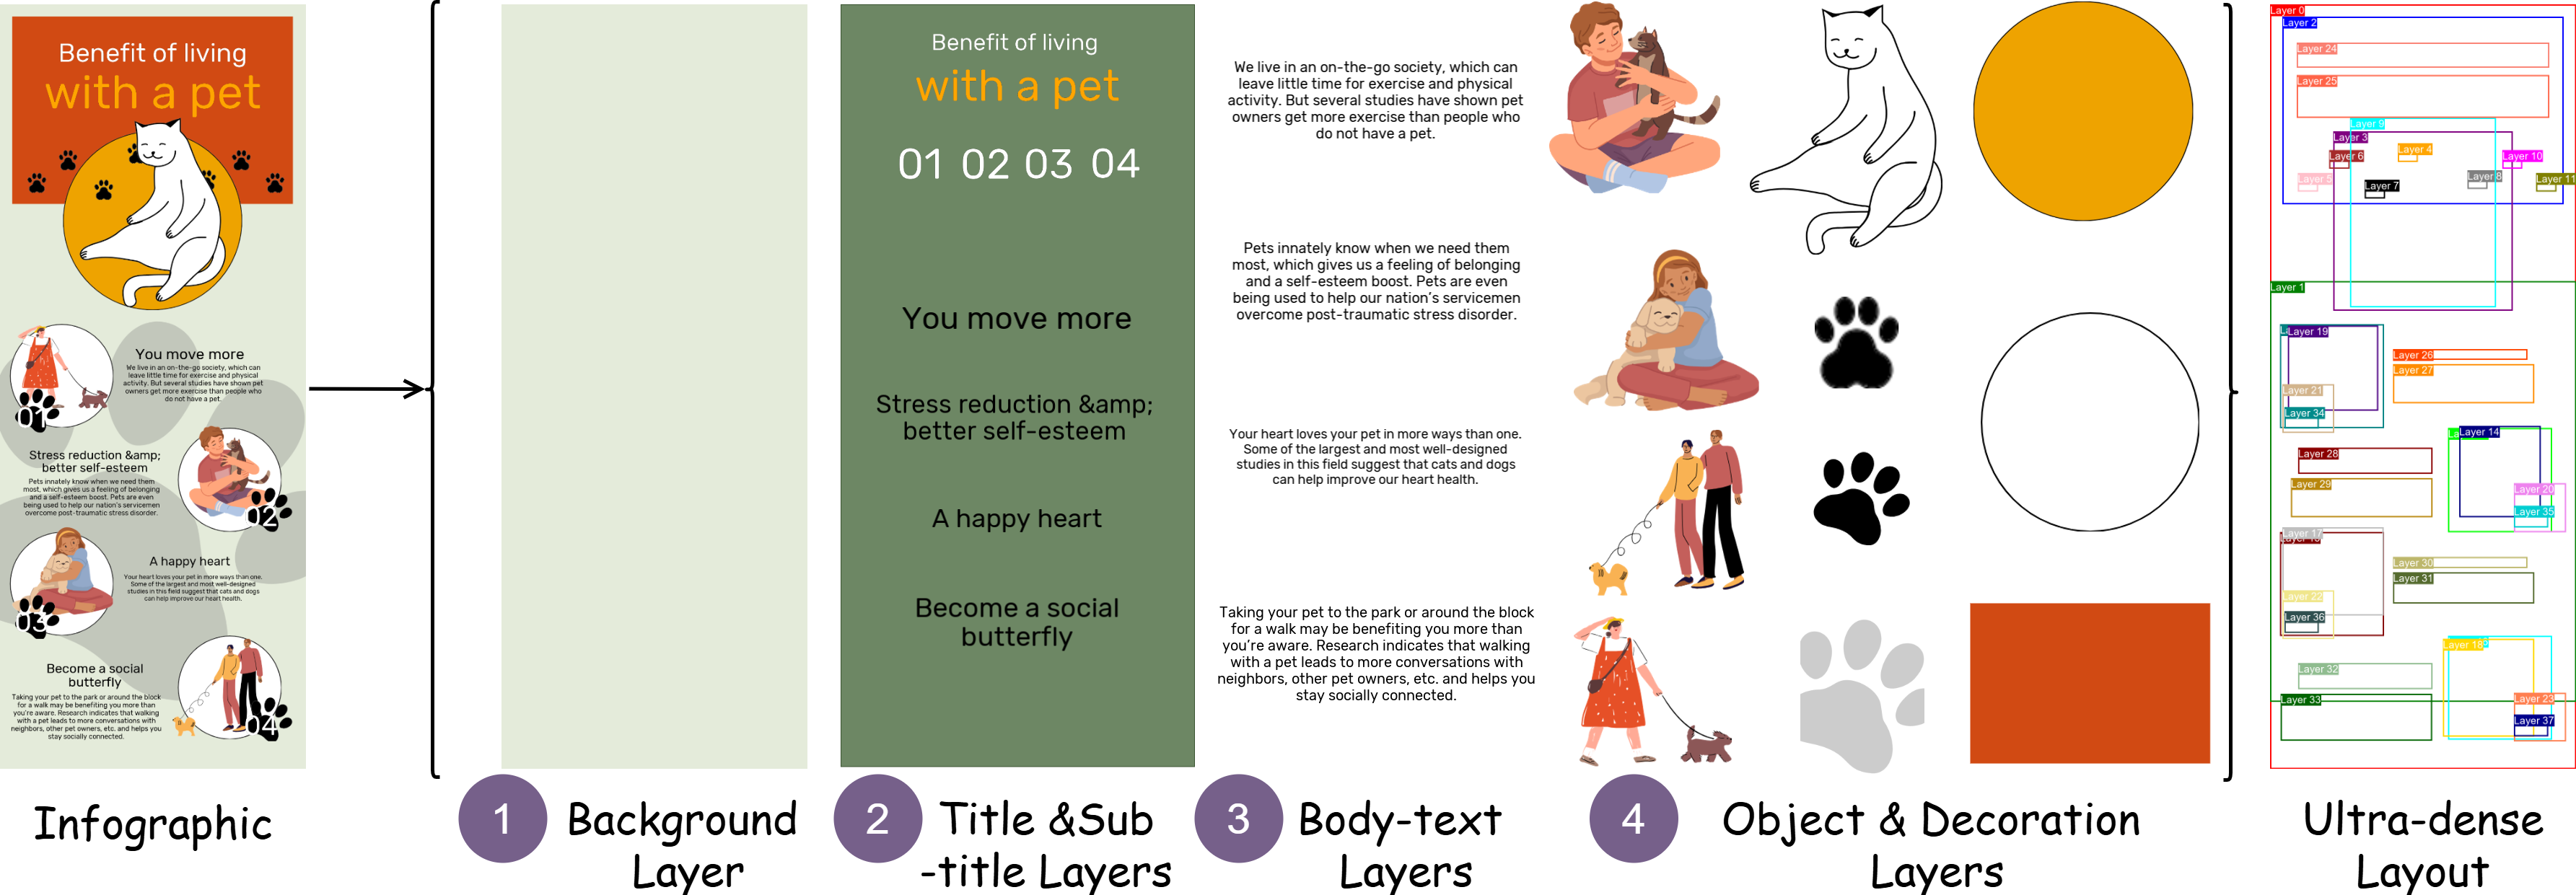 Benefit of living
with a pet
You move more
We live in an on-the-go society, which can
leave little time for exercise and physical
activity. But several studies have shown pet
owners get more exercise than people who
do not have a pet.
01
Stress reduction &amp;
better self-esteem
Pets innately know when we need them
most, which gives us a feeling of belonging
and a self-esteem boost. Pets are even
being used to help our nation's servicemen
overcome post-traumatic stress disorder.
02
A happy heart
Your heart loves your pet in more ways than one.
Some of the largest and most well-designed
studies in this field suggest that cats and dogs
can help improve our heart health.
03
Become a social
butterfly
Taking your pet to the park or around the block
for a walk may be benefiting you more than
you're aware. Research indicates that walking
with a pet leads to more conversations with
neighbors, other pet owners, etc. and helps you
stay socially connected.
04
Infographic
1 Background
Layer
Benefit of living
with a pet
01 02 03 04
You move more
Stress reduction &amp;
better self-esteem
A happy heart
Become a social
butterfly
2 Title &Sub
-title Layers
We live in an on-the-go society, which can
leave little time for exercise and physical
activity. But several studies have shown pet
owners get more exercise than people who
do not have a pet.
Pets innately know when we need them
most, which gives us a feeling of belonging
and a self-esteem boost. Pets are even
being used to help our nation's servicemen
overcome post-traumatic stress disorder.
Your heart loves your pet in more ways than one.
Some of the largest and most well-designed
studies in this field suggest that cats and dogs
can help improve our heart health.
Taking your pet to the park or around the block
for a walk may be benefiting you more than
you're aware. Research indicates that walking
with a pet leads to more conversations with
neighbors, other pet owners, etc. and helps you
stay socially connected.
3 Body-text
Layers
4 Object & Decoration
Layers
Layer 0
Layer 2
Layer 24
Layer 25
Layer 9
Layer 3
Layer 4
Layer 6
Layer 10
Layer 5
Layer 7
Layer 8
Layer 11
Layer 1
Layer 19
Layer 26
Layer 27
Layer 21
Layer 34
Layer 14
Layer 28
Layer 29
Layer 20
Layer 35
Layer 17
Layer 30
Layer 31
Layer 22
Layer 36
Layer 18
Layer 32
Layer 33
Layer 23
Layer 37
Ultra-dense
Layout